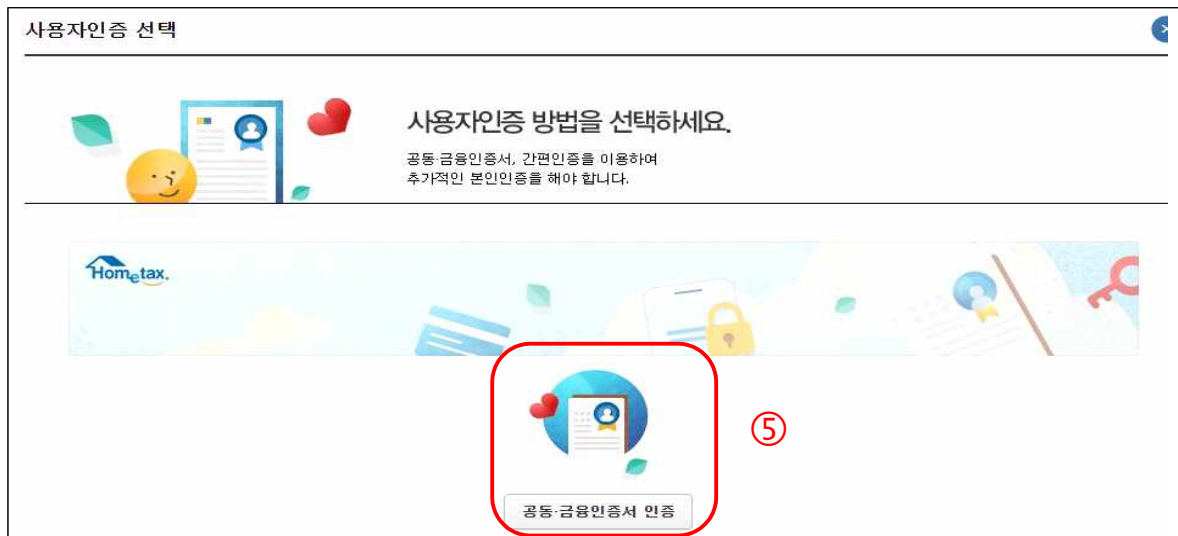 사용자인증 선택
사용자인증 방법을 선택하세요.
공동·금융인증서, 간편인증을 이용하여
추가적인 본인인증을 해야 합니다.
Hometax.
⑤
공동·금융인증서 인증